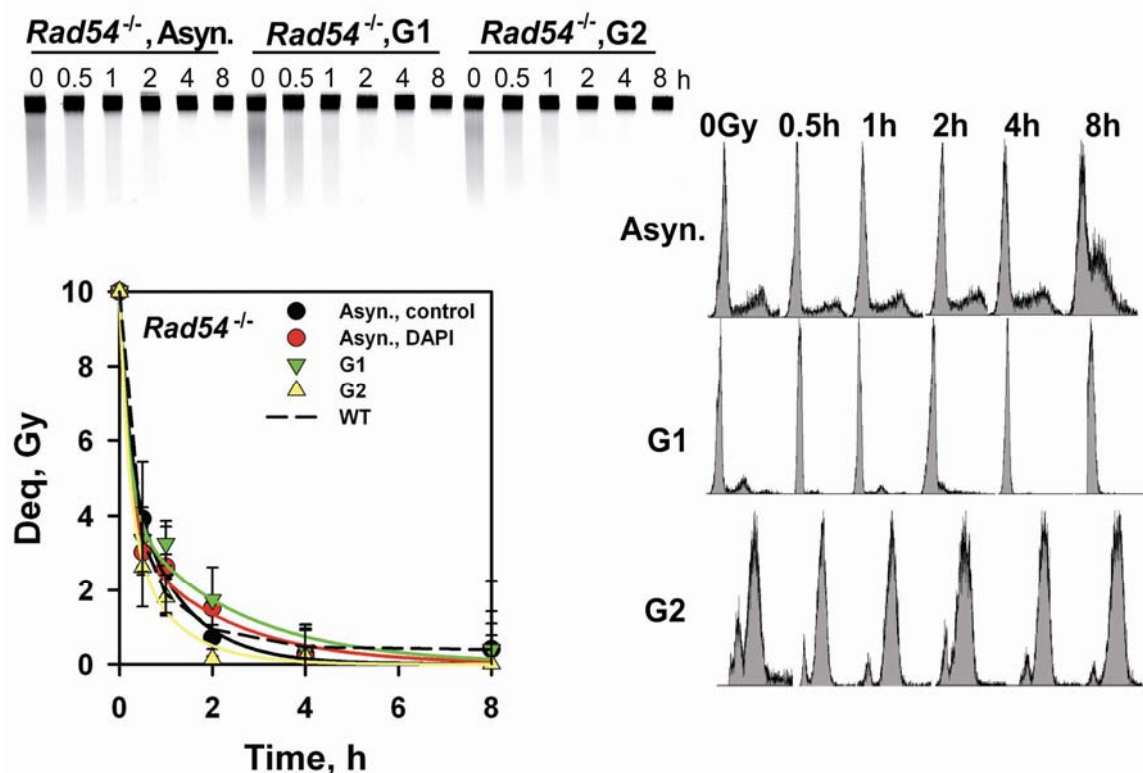 Rad54-/-, Asyn. Rad54-/-,G1 Rad54-/-,G2
0 0.5 1 2 4 8 0 0.5 1 2 4 8 0 0.5 1 2 4 8 h
0Gy 0.5h 1h 2h 4h 8h
Asyn.
G1
G2
10
8
6
4
2
0
Deq, Gy
Rad54-/-
Asyn., control
Asyn., DAPI
G1
G2
WT
0 2 4 6 8
Time, h